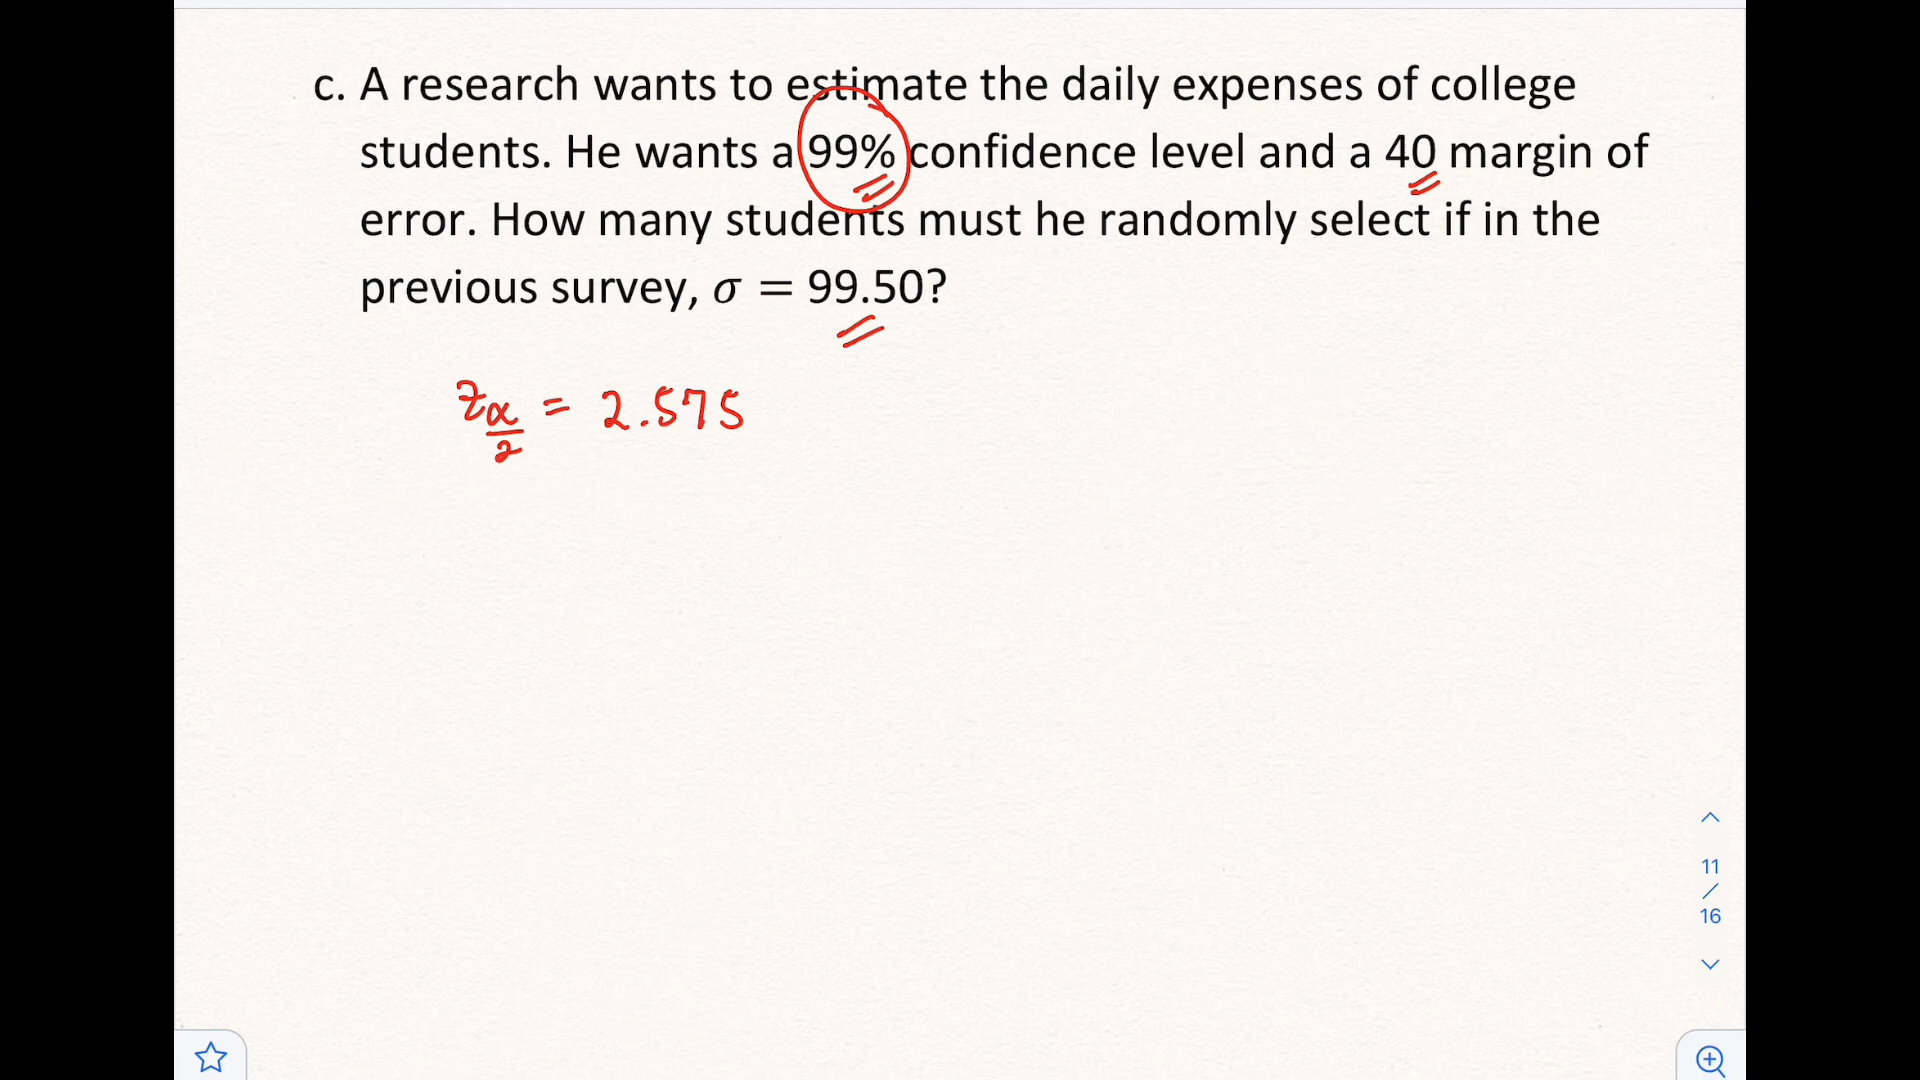 c. A research wants to estimate the daily expenses of college
students. He wants a 99% confidence level and a 40 margin of
error. How many students must he randomly select if in the
previous survey, σ = 99.50?
z_{α/2} = 2.575
11
/
16